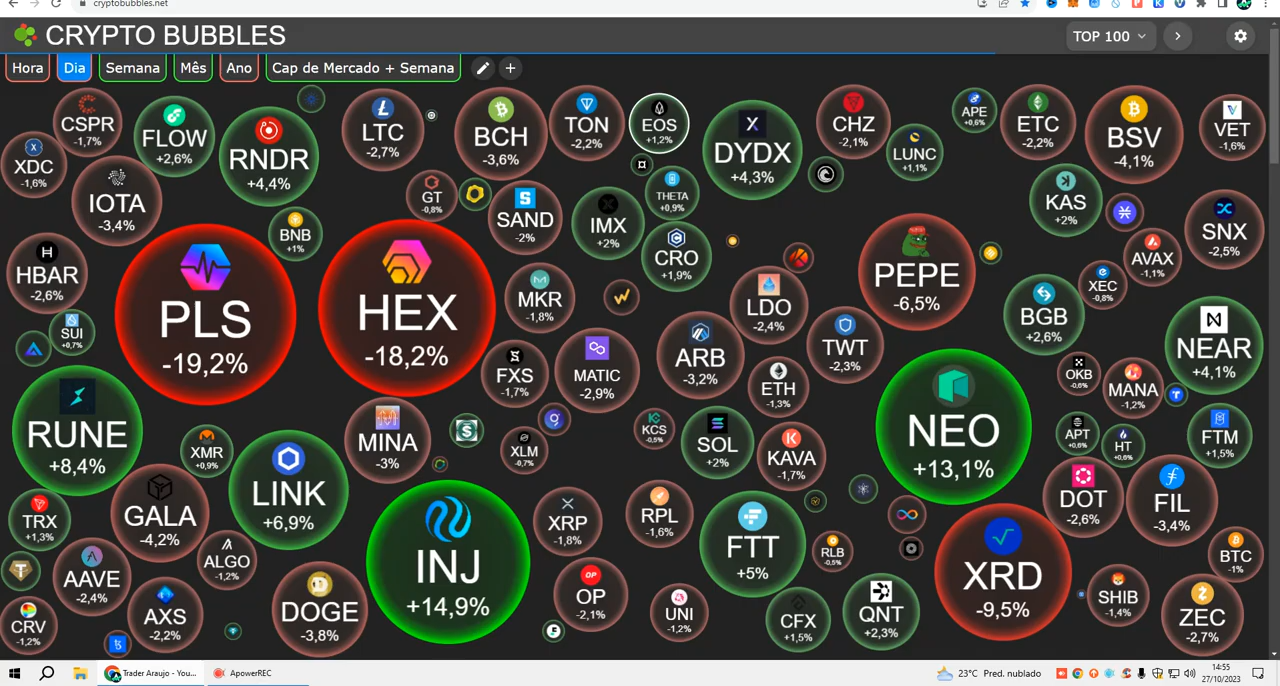 cryptobubbles.net
CRYPTO BUBBLES
TOP 100
Hora
Dia
Semana
Mês
Ano
Cap de Mercado + Semana
CSPR
-1,7%
FLOW
+2,6%
RNDR
+4,4%
LTC
-2,7%
BCH
-3,6%
TON
-2,2%
EOS
+1,2%
DYDX
+4,3%
CHZ
-2,1%
LUNC
+1,1%
APE
+0,6%
ETC
-2,2%
BSV
-4,1%
VET
-1,6%
XDC
-1,6%
IOTA
-3,4%
GT
-0,8%
SAND
-2%
IMX
+2%
THETA
+0,9%
CRO
+1,9%
KAS
+2%
SNX
-2,5%
BNB
+1%
HBAR
-2,6%
PLS
-19,2%
HEX
-18,2%
MKR
-1,8%
LDO
-2,4%
PEPE
-6,5%
AVAX
-1,1%
XEC
-0,8%
BGB
+2,6%
NEAR
+4,1%
SUI
+0,7%
FXS
-1,7%
MATIC
-2,9%
ARB
-3,2%
TWT
-2,3%
ETH
-1,3%
OKB
-0,6%
MANA
-1,2%
RUNE
+8,4%
XMR
+0,9%
LINK
+6,9%
MINA
-3%
XLM
-0,7%
KCS
-0,5%
SOL
+2%
KAVA
-1,7%
NEO
+13,1%
APT
+0,6%
HT
+0,6%
FTM
+1,5%
TRX
+1,3%
GALA
-4,2%
ALGO
-1,2%
INJ
+14,9%
XRP
-1,8%
RPL
-1,6%
FTT
+5%
RLB
-0,5%
XRD
-9,5%
DOT
-2,6%
FIL
-3,4%
BTC
-1%
AAVE
-2,4%
CRV
-1,2%
AXS
-2,2%
DOGE
-3,8%
OP
OP
-2,1%
UNI
-1,2%
CFX
+1,5%
QNT
+2,3%
SHIB
-1,4%
ZEC
-2,7%
Trader Araujo - You...
ApowerREC
23°C Pred. nublado
14:55
27/10/2023